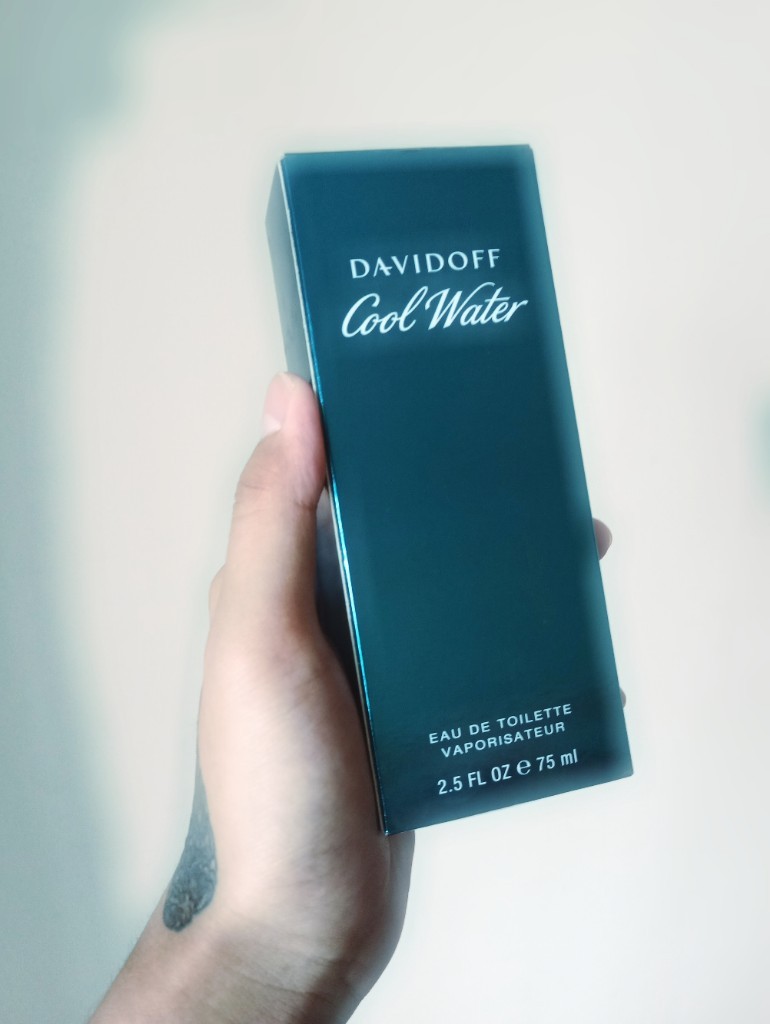 DAVIDOFF
Cool Water
EAU DE TOILETTE
VAPORISATEUR
2.5 FL OZ ℮ 75 ml